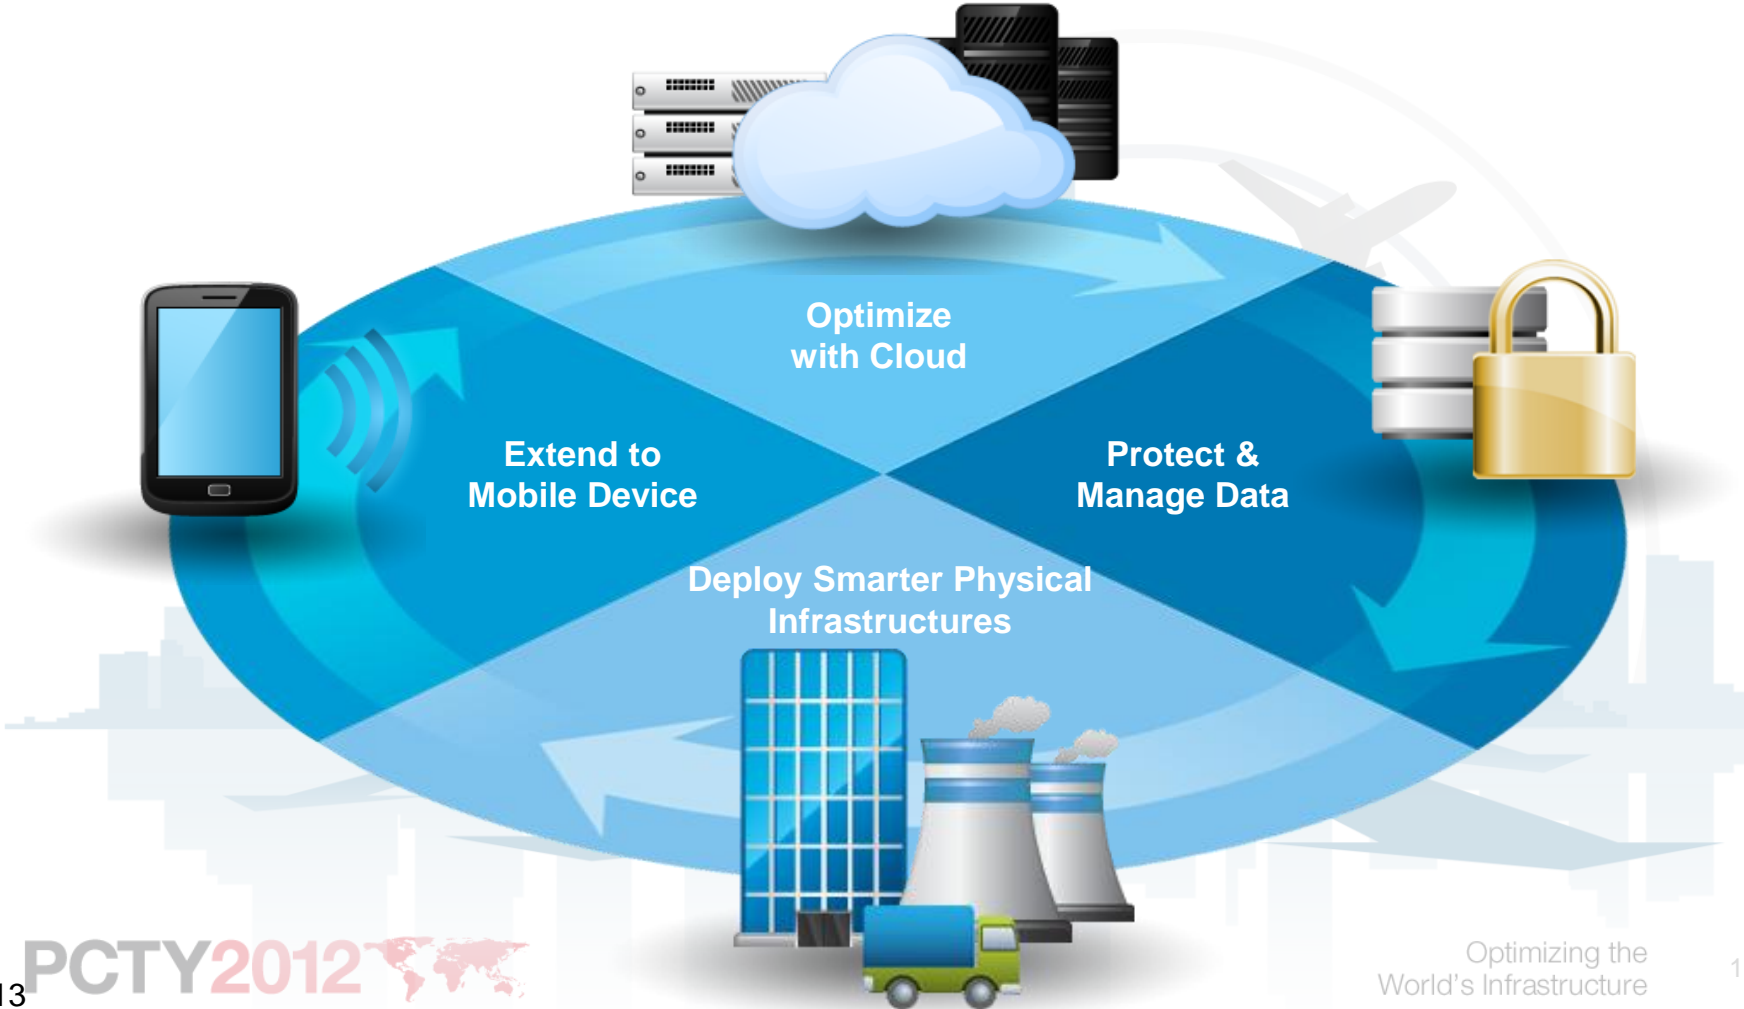 Optimize
with Cloud
Extend to
Mobile Device
Protect &
Manage Data
Deploy Smarter Physical
Infrastructures
PCTY2012
13
Optimizing the
World's Infrastructure
1